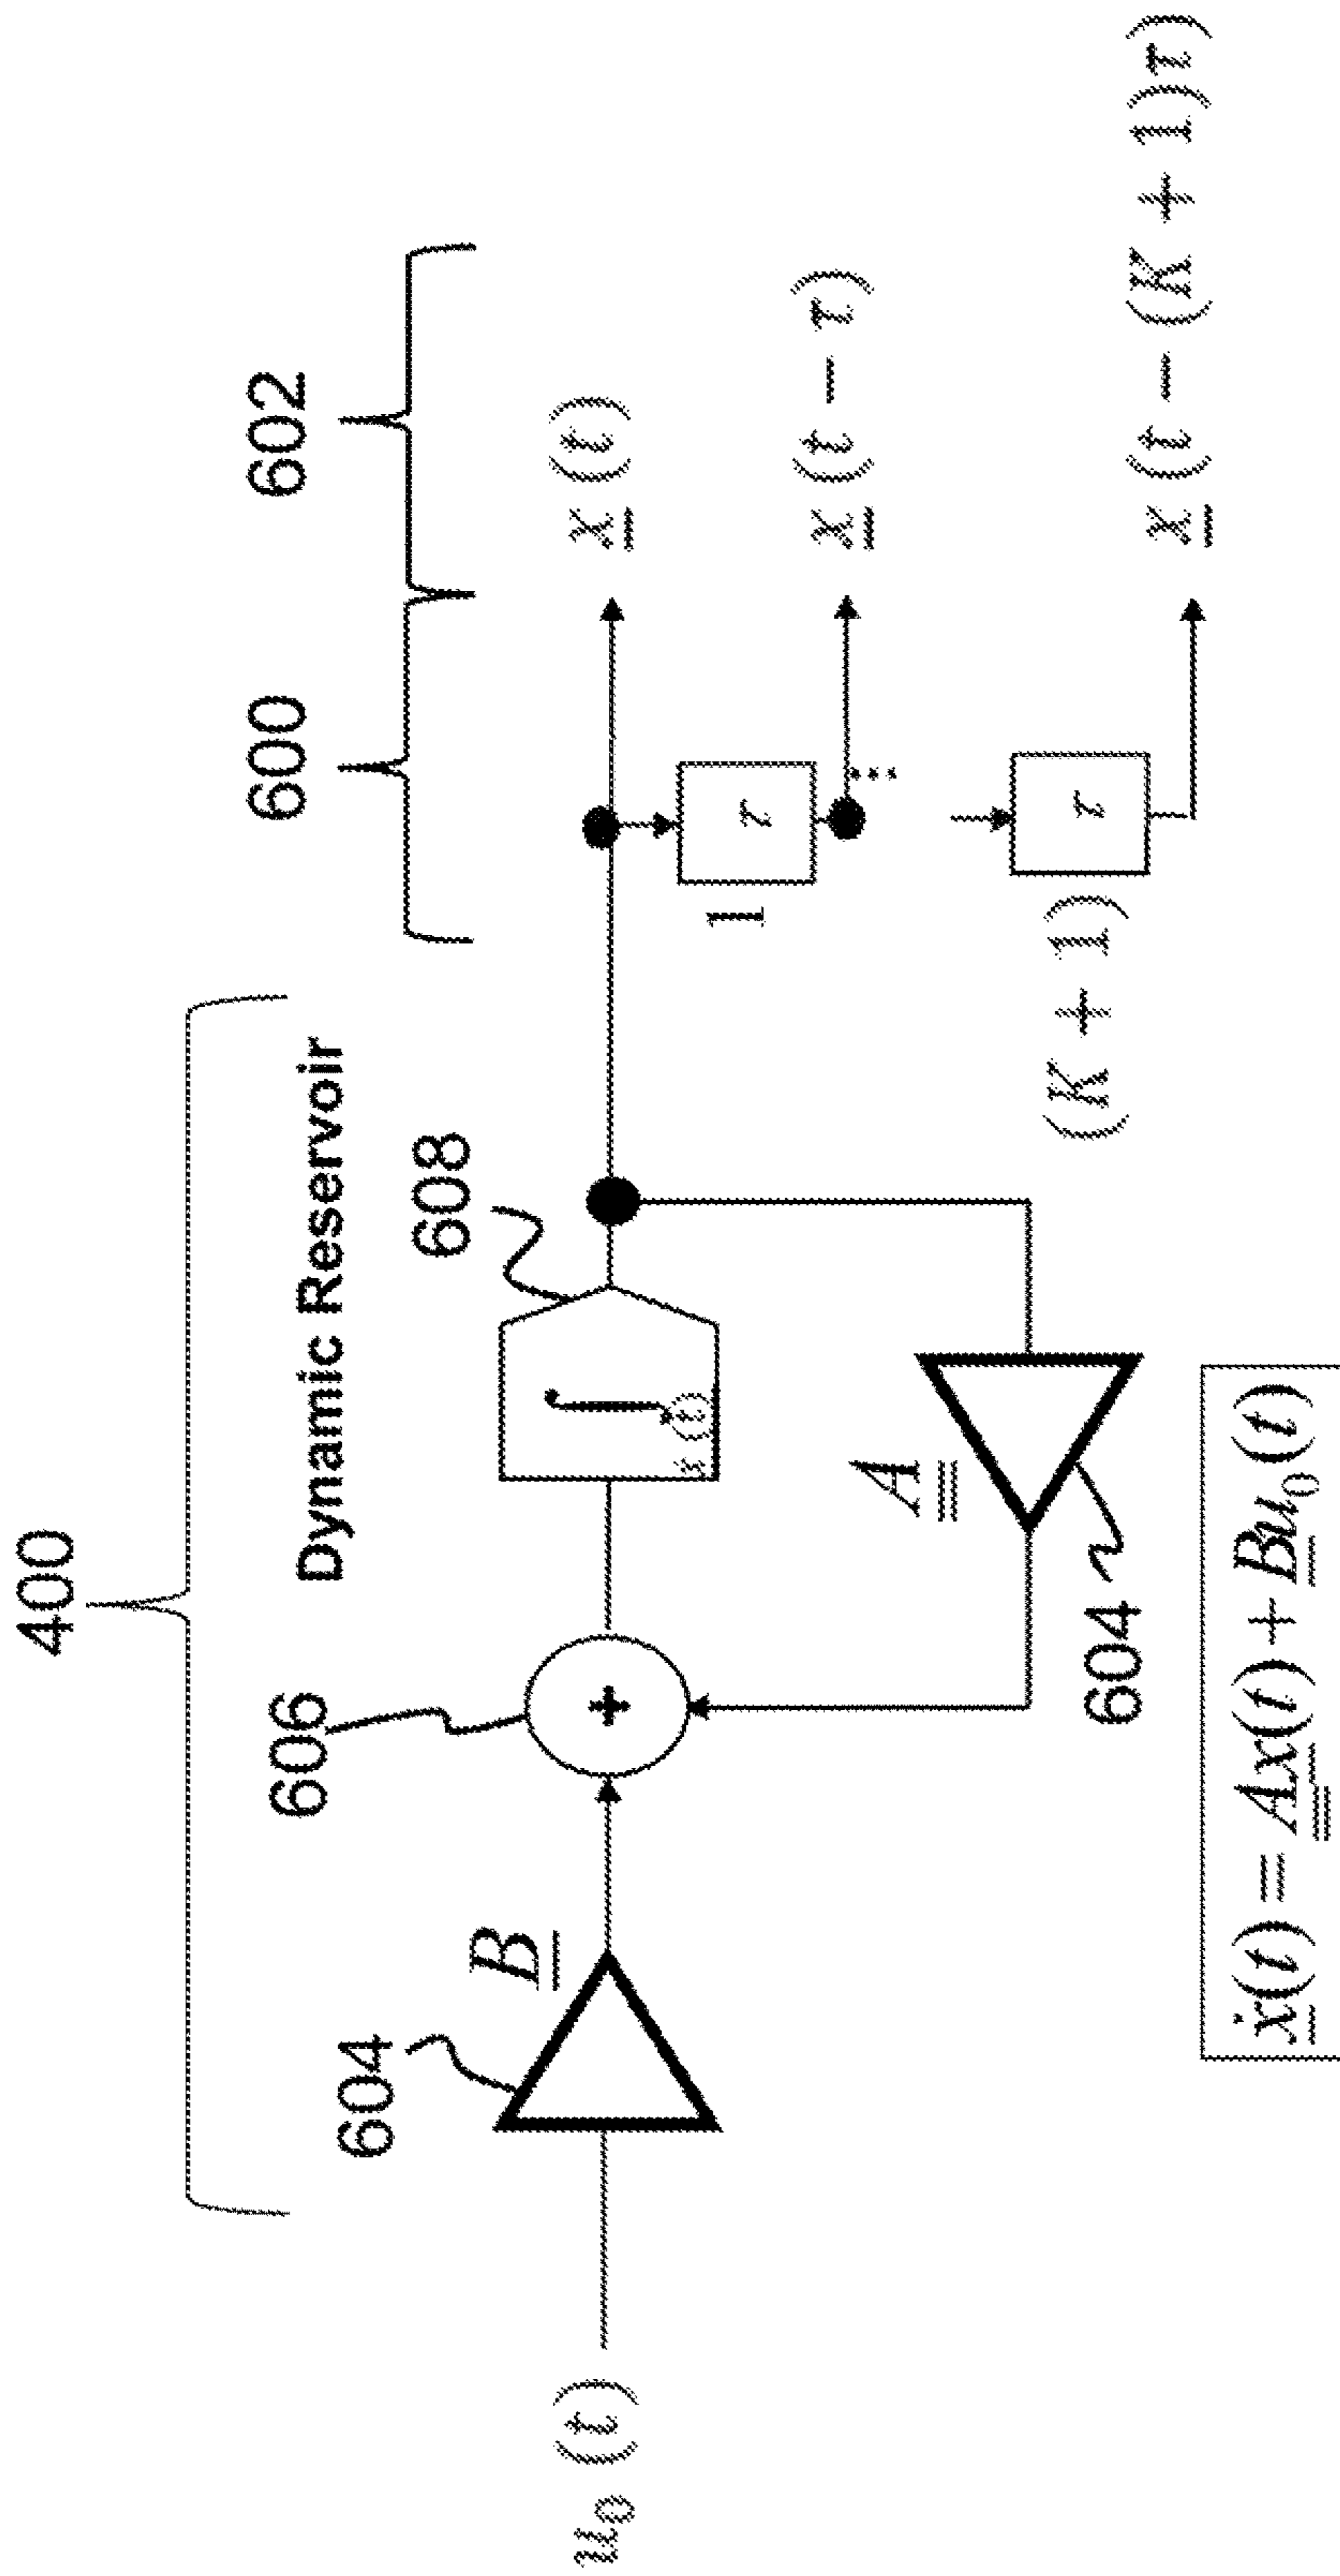 400
Dynamic Reservoir
600
602
606
608
604
B
u₀(t)
+
∫
ẋ(t)
x(t)
1
τ
x(t − τ)
⋮
(K + 1)
τ
x(t − (K + 1)τ)
A
604
ẋ(t) = Ax(t) + Bu₀(t)